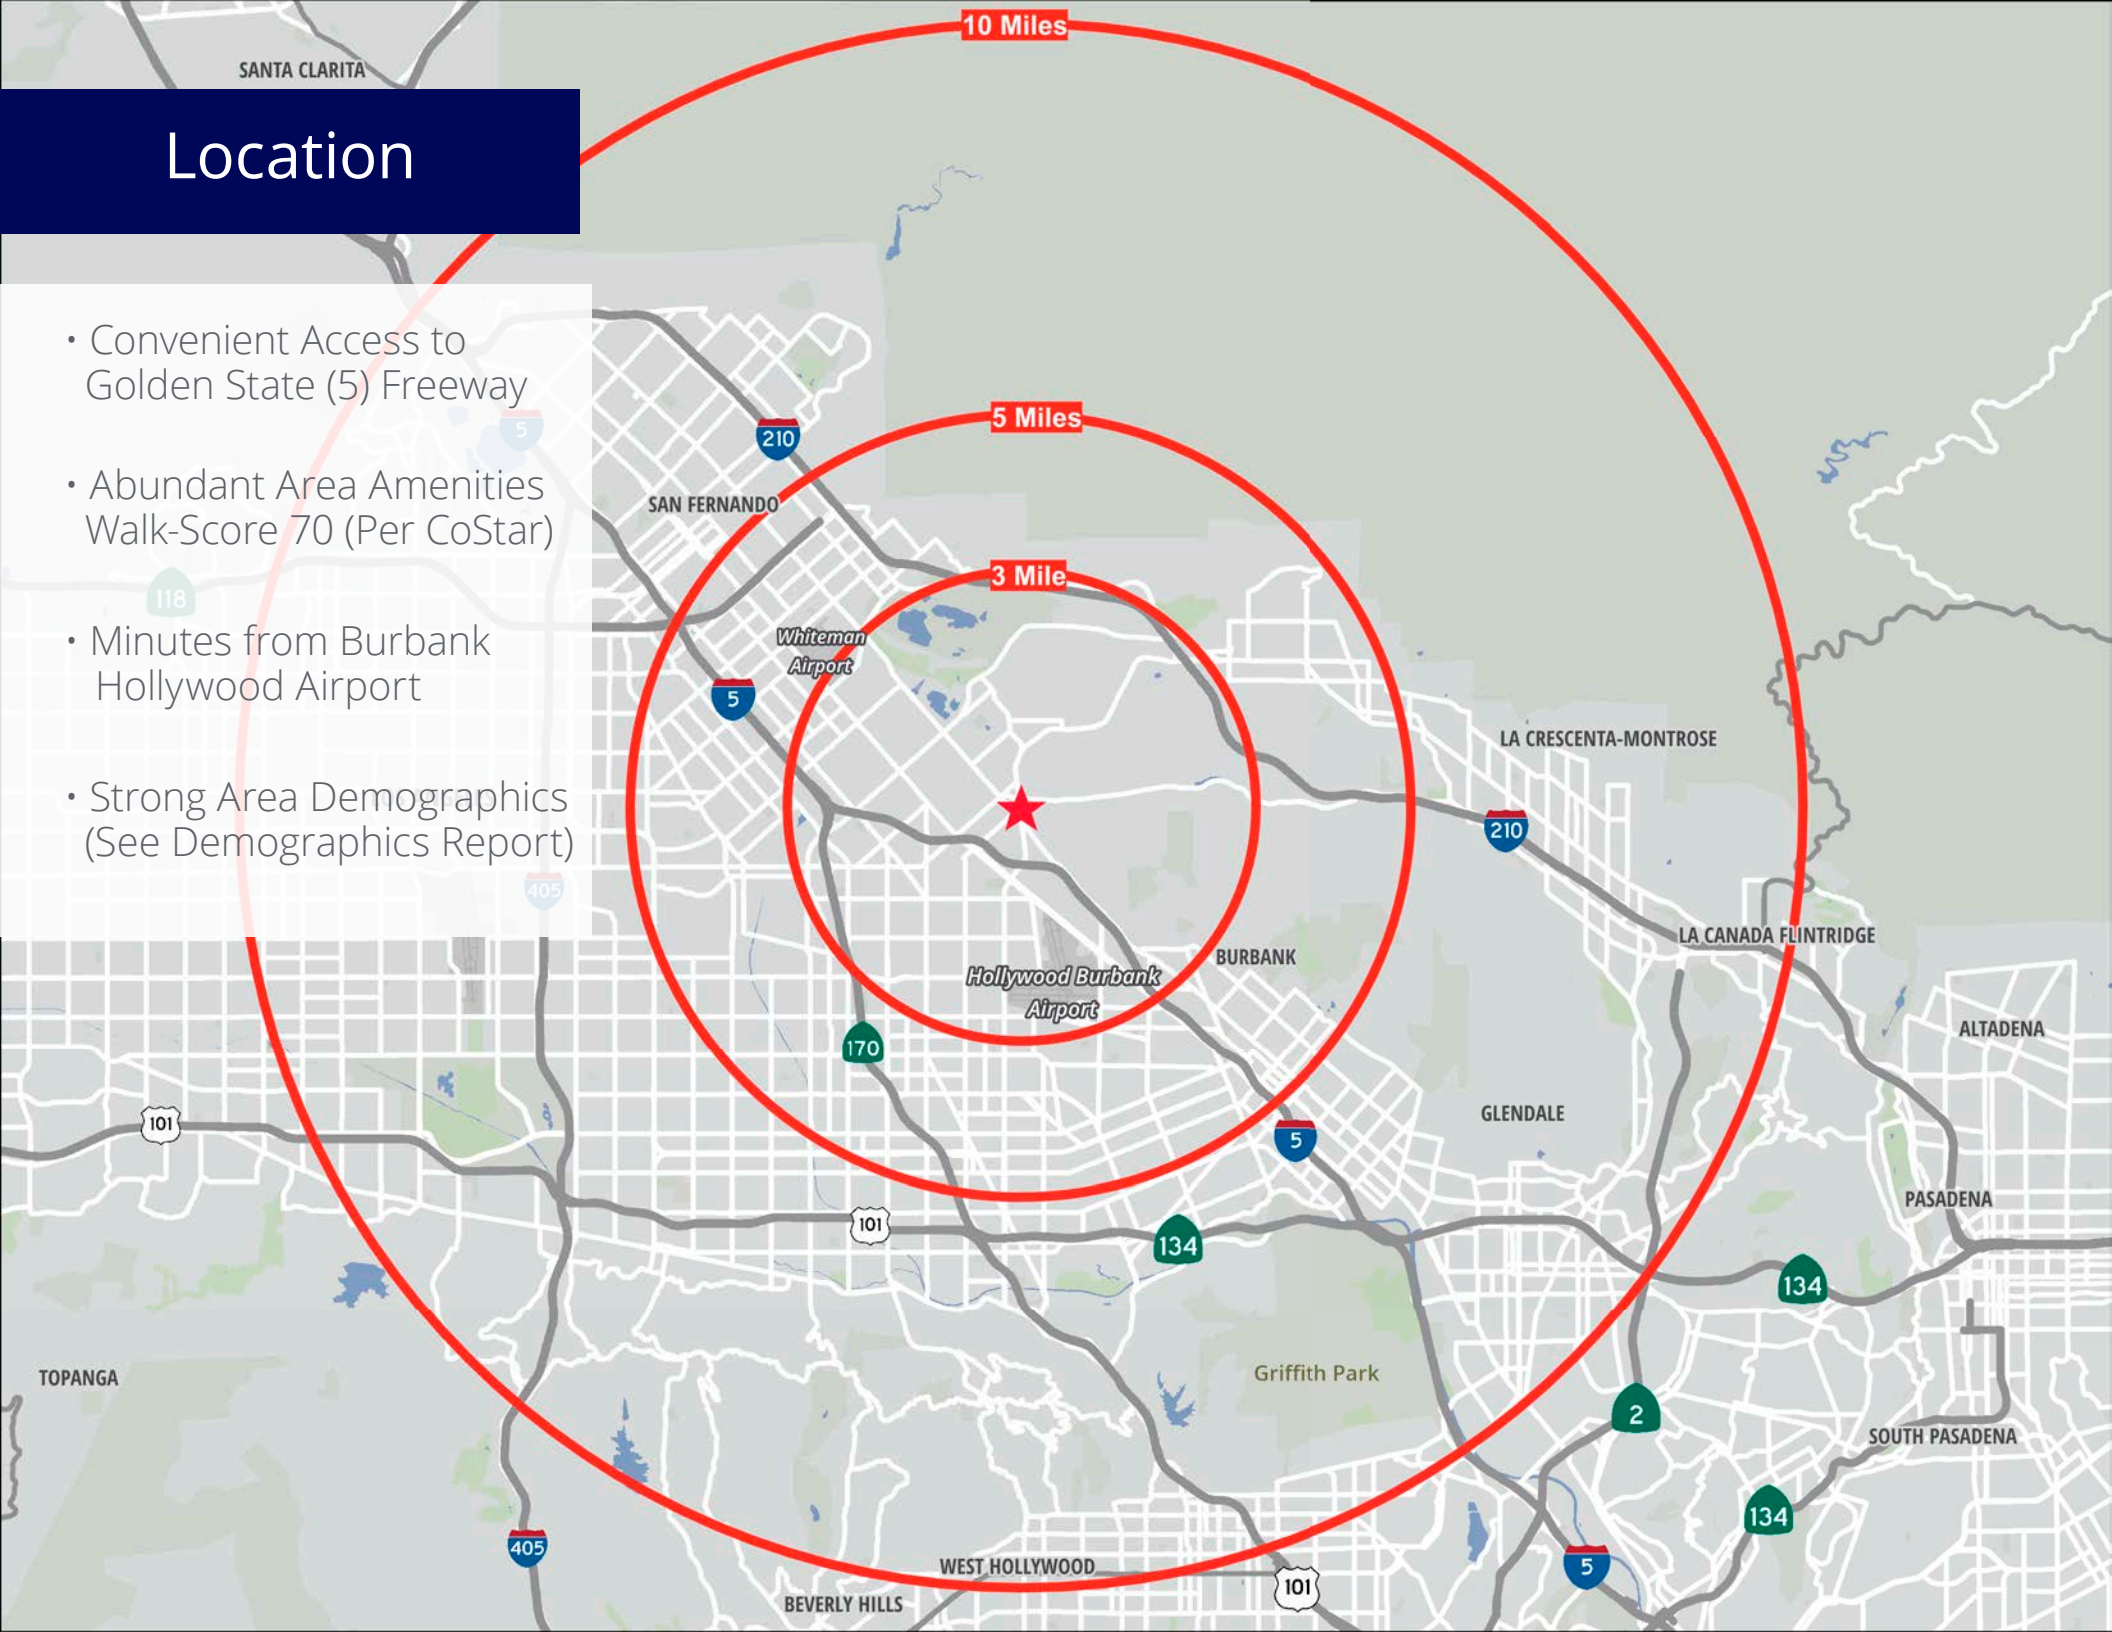 10 Miles
SANTA CLARITA
Location
• Convenient Access to
Golden State (5) Freeway
• Abundant Area Amenities
Walk-Score 70 (Per CoStar)
• Minutes from Burbank
Hollywood Airport
• Strong Area Demographics
(See Demographics Report)
5
118
405
5 Miles
210
SAN FERNANDO
3 Mile
Whiteman
Airport
5
LA CRESCENTA-MONTROSE
210
LA CANADA FLINTRIDGE
BURBANK
Hollywood Burbank
Airport
170
ALTADENA
101
GLENDALE
5
PASADENA
101
134
134
Griffith Park
TOPANGA
2
SOUTH PASADENA
134
405
WEST HOLLYWOOD
5
101
BEVERLY HILLS